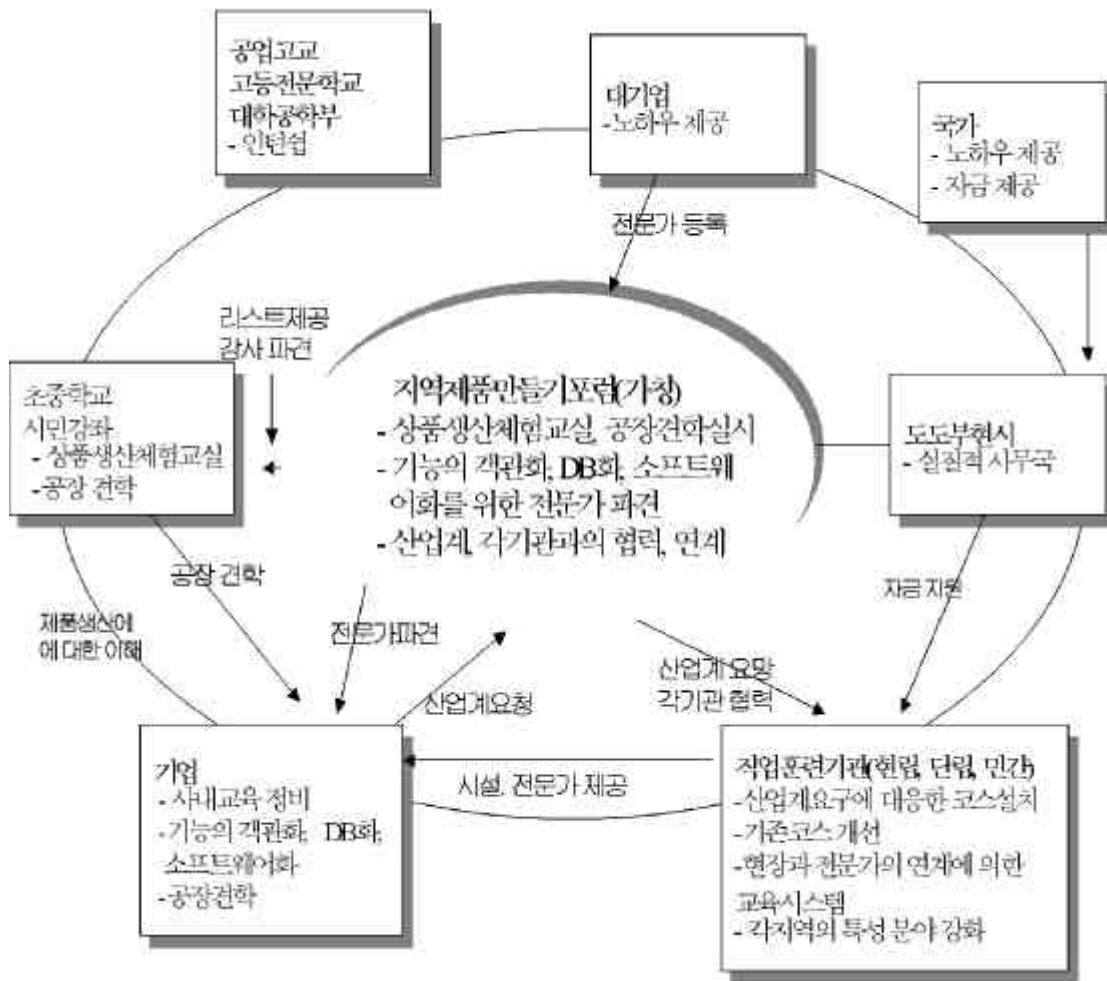 공업고교
고등전문학교
대학공학부
- 인턴쉽
대기업
- 노하우 제공
국가
- 노하우 제공
- 자금 제공
전문가 등록
리스트제공
강사 파견
초중학교
시민강좌
- 상품생산체험교실
- 공장 견학
지역제품만들기포럼(가칭)
- 상품생산체험교실, 공장견학실시
- 기능의 객관화, DB화, 소프트웨
어화를 위한 전문가 파견
- 산업계, 각기관과의 협력, 연계
도도부현시
- 실질적 사무국
공장 견학
제품생산에
에 대한 이해
전문가파견
산업계요청
산업계 요망
각기관 협력
자금 지원
기업
- 사내교육 정비
- 기능의 객관화, DB화,
소프트웨어화
- 공장견학
시설, 전문가 제공
직업훈련기관(현립, 단립, 민간)
- 산업계요구에 대응한 코스설치
- 기존코스 개선
- 현장과 전문가의 연계에 의한
교육시스템
- 각지역의 특성 분야 강화